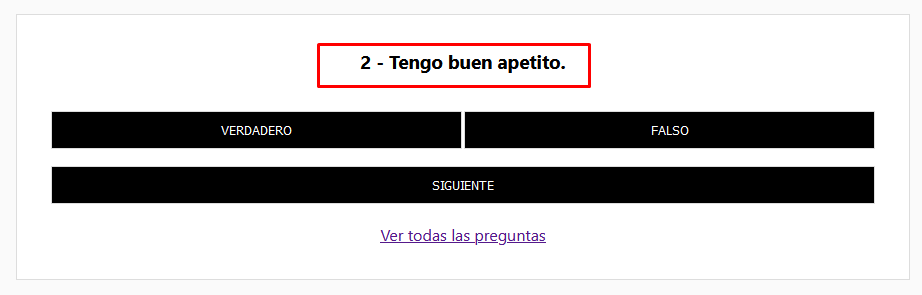 2 - Tengo buen apetito.
VERDADERO
FALSO
SIGUIENTE
Ver todas las preguntas